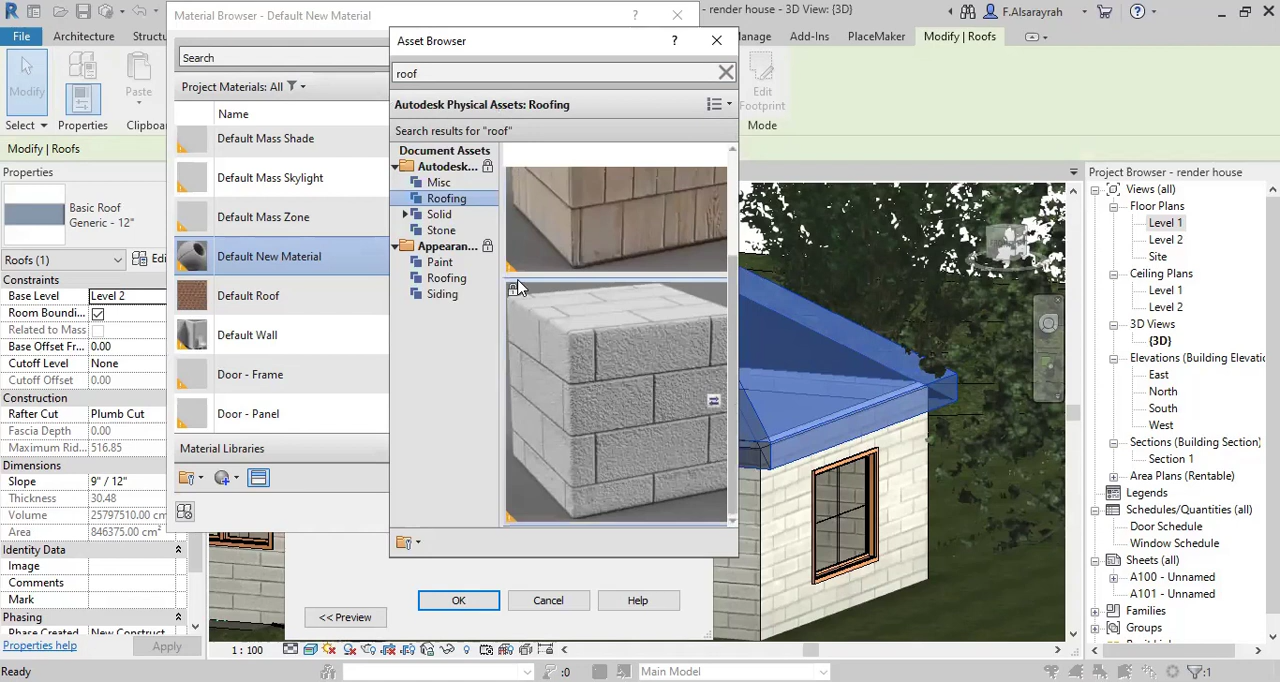 - render house - 3D View: {3D}
F.Alsarayrah
File
Architecture
Structu
Manage
Add-Ins
PlaceMaker
Modify | Roofs
Modify
Paste
Edit
Footprint
Select
Properties
Clipboa
Mode
Modify | Roofs
Properties
Basic Roof
Generic - 12"
Roofs (1)
Edi
Constraints
Base Level
Level 2
Room Boundi...
Related to Mass
Base Offset Fr...
0.00
Cutoff Level
None
Cutoff Offset
0.00
Construction
Rafter Cut
Plumb Cut
Fascia Depth
0.00
Maximum Rid...
516.85
Dimensions
Slope
9" / 12"
Thickness
30.48
Volume
25797510.00 cm³
Area
846375.00 cm²
Identity Data
Image
Comments
Mark
Phasing
Phase Created
New Construct
Properties help
Apply
Material Browser - Default New Material
?
Search
Project Materials: All
Name
Default Mass Shade
Default Mass Skylight
Default Mass Zone
Default New Material
Default Roof
Default Wall
Door - Frame
Door - Panel
Material Libraries
Asset Browser
?
roof
Autodesk Physical Assets: Roofing
Search results for "roof"
Document Assets
Autodesk...
Misc
Roofing
Solid
Stone
Appearan...
Paint
Roofing
Siding
<< Preview
OK
Cancel
Help
Project Browser - render house
Views (all)
Floor Plans
Level 1
Level 2
Site
Ceiling Plans
Level 1
Level 2
3D Views
{3D}
Elevations (Building Elevatio
East
North
South
West
Sections (Building Section)
Section 1
Area Plans (Rentable)
Legends
Schedules/Quantities (all)
Door Schedule
Window Schedule
Sheets (all)
A100 - Unnamed
A101 - Unnamed
Families
Groups
1 : 100
Ready
:0
Main Model
:1